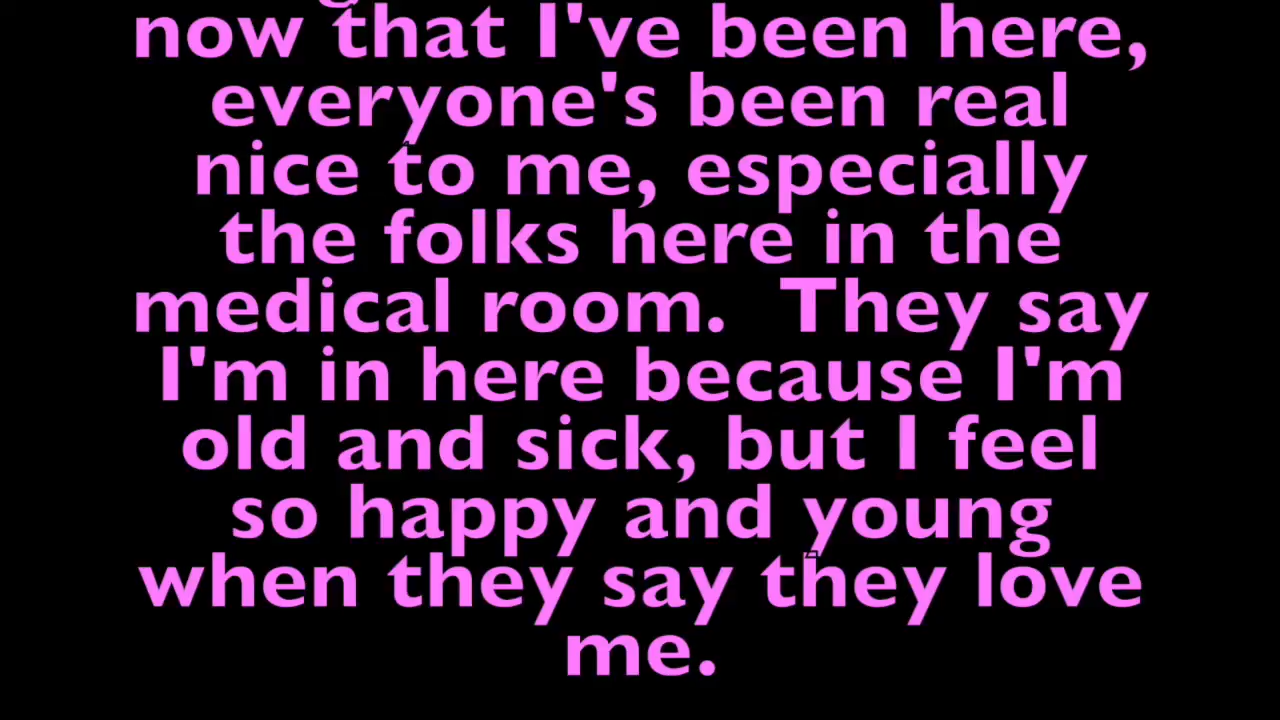 now that I've been here,
everyone's been real
nice to me, especially
the folks here in the
medical room.  They say
I'm in here because I'm
old and sick, but I feel
so happy and young
when they say they love
me.